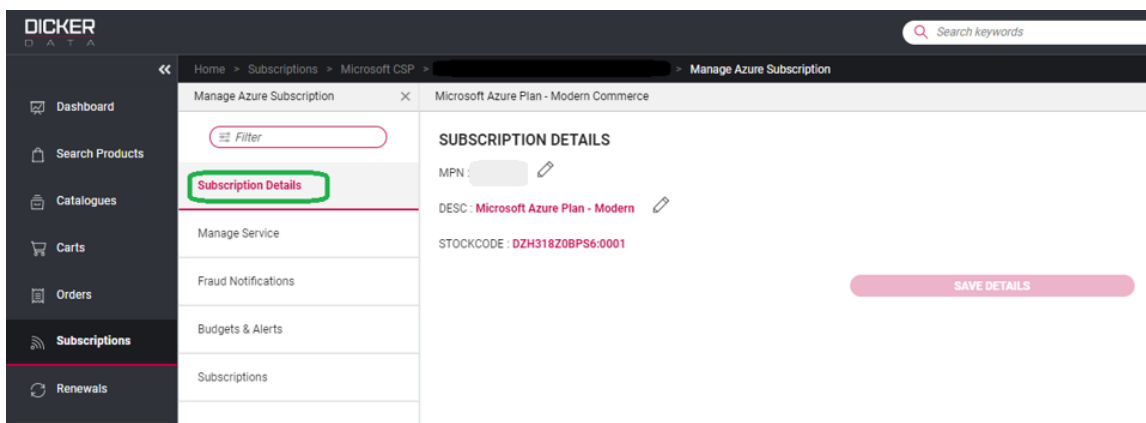 DICKER
DATA
Search keywords
Home > Subscriptions > Microsoft CSP > > Manage Azure Subscription
Dashboard
Search Products
Catalogues
Carts
Orders
Subscriptions
Renewals
Manage Azure Subscription
Filter
Subscription Details
Manage Service
Fraud Notifications
Budgets & Alerts
Subscriptions
Microsoft Azure Plan - Modern Commerce
SUBSCRIPTION DETAILS
MPN :
DESC : Microsoft Azure Plan - Modern
STOCKCODE : DZH318Z0BPS6:0001
SAVE DETAILS